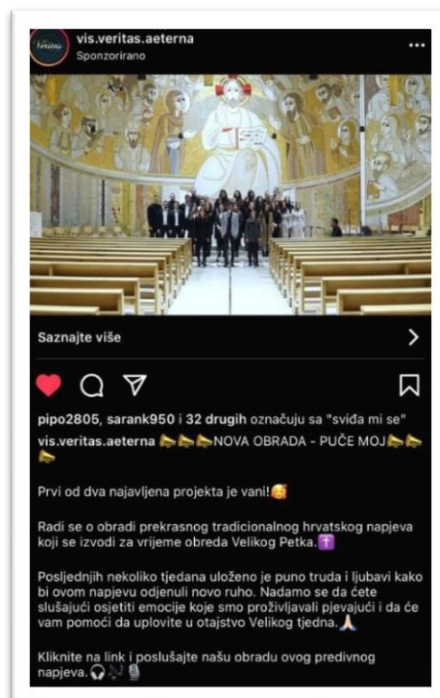 Veritas
vis.veritas.aeterna
Sponzorirano
Saznajte više
pipo2805, sarank950 i 32 drugih označuju sa "sviđa mi se"
vis.veritas.aeterna 📣📣📣NOVA OBRADA - PUČE MOJ📣📣
📣
Prvi od dva najavljena projekta je vani!🥰
Radi se o obradi prekrasnog tradicionalnog hrvatskog napjeva
koji se izvodi za vrijeme obreda Velikog Petka.✝️
Posljednjih nekoliko tjedana uloženo je puno truda i ljubavi kako
bi ovom napjevu odjenuli novo ruho. Nadamo se da ćete
slušajući osjetiti emocije koje smo proživljavali pjevajući i da će
vam pomoći da uplovite u otajstvo Velikog tjedna.🙏🏻
Kliknite na link i poslušajte našu obradu ovog predivnog
napjeva.🎧🎶🎙️